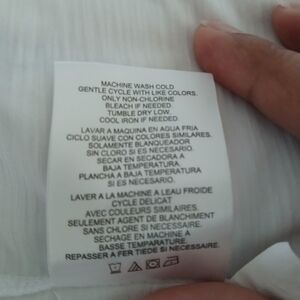 MACHINE WASH COLD
GENTLE CYCLE WITH LIKE COLORS.
ONLY NON-CHLORINE
BLEACH IF NEEDED.
TUMBLE DRY LOW.
COOL IRON IF NEEDED.
LAVAR A MAQUINA EN AGUA FRIA
CICLO SUAVE CON COLORES SIMILARES.
SOLAMENTE BLANQUEADOR
SIN CLORO SI ES NECESARIO.
SECAR EN SECADORA A
BAJA TEMPERATURA.
PLANCHA A BAJA TEMPERATURA
SI ES NECESARIO.
LAVER A LA MACHINE A LEAU FROIDE
CYCLE DELICAT
AVEC COULEURS SIMILAIRES.
SEULEMENT AGENT DE BLANCHIMENT
SANS CHLORE SI NECESSAIRE.
SECHAGE EN MACHINE A
BASSE TEMPARATURE.
REPASSER A FER TIEDE SI NECESSAIRE.